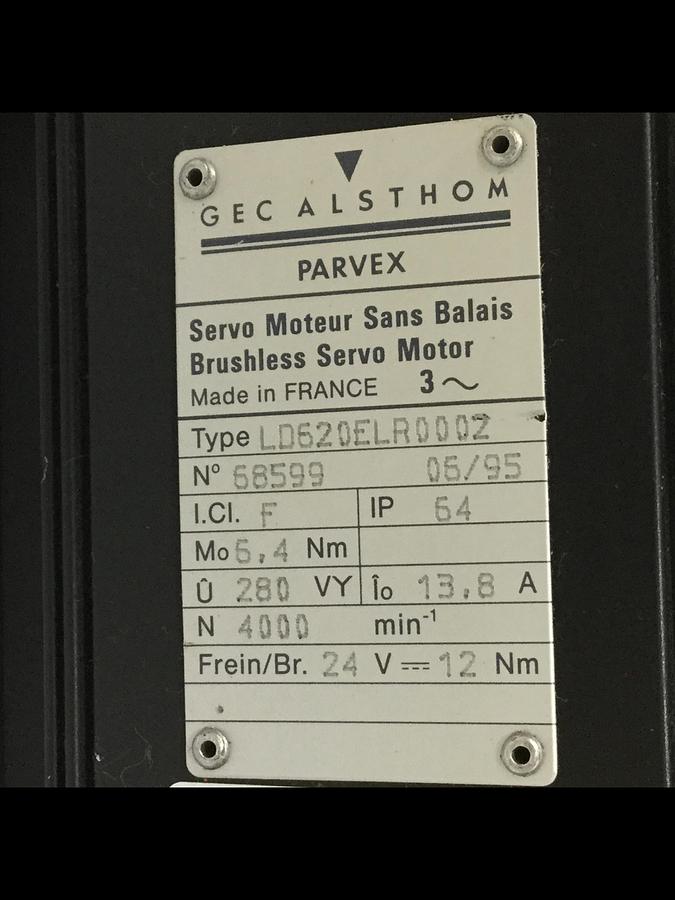 GEC ALSTHOM
PARVEX
Servo Moteur Sans Balais
Brushless Servo Motor
Made in FRANCE 3~
Type LD620ELR000Z
Nº 68599 06/95
I.Cl. F IP 64
Mo 6,4 Nm
Û 280 VY Îo 13,8 A
N 4000 min⁻¹
Frein/Br. 24 V ⎓ 12 Nm